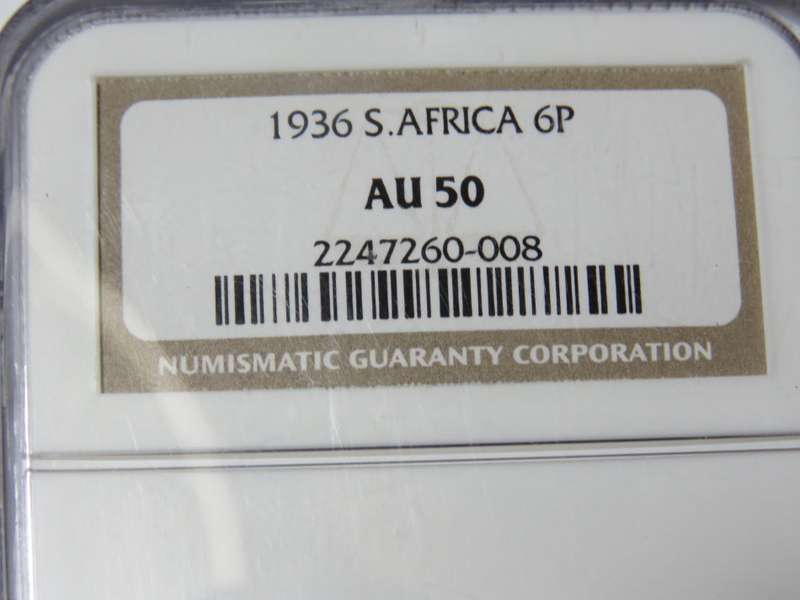 1936 S.AFRICA 6P
AU 50
2247260-008
NUMISMATIC GUARANTY CORPORATION